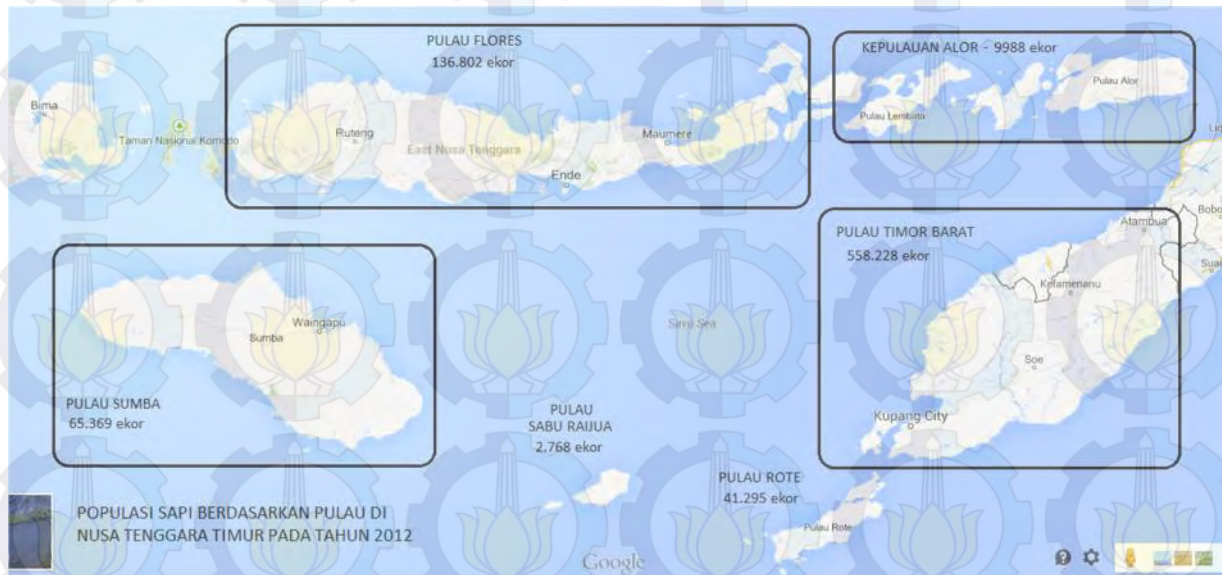 PULAU FLORES
136.802 ekor
KEPULAUAN ALOR - 9988 ekor
Pulau Alor
Pulau Lembata
Bima
Taman Nasional Komodo
Ruteng
East Nusa Tenggara
Maumere
Ende
PULAU TIMOR BARAT
558.228 ekor
Atambua
Kefamenanu
Soe
Kupang City
Waingapu
Sumba
Savu Sea
PULAU SUMBA
65.369 ekor
PULAU
SABU RAIJUA
2.768 ekor
PULAU ROTE
41.295 ekor
Pulau Rote
POPULASI SAPI BERDASARKAN PULAU DI
NUSA TENGGARA TIMUR PADA TAHUN 2012
Google